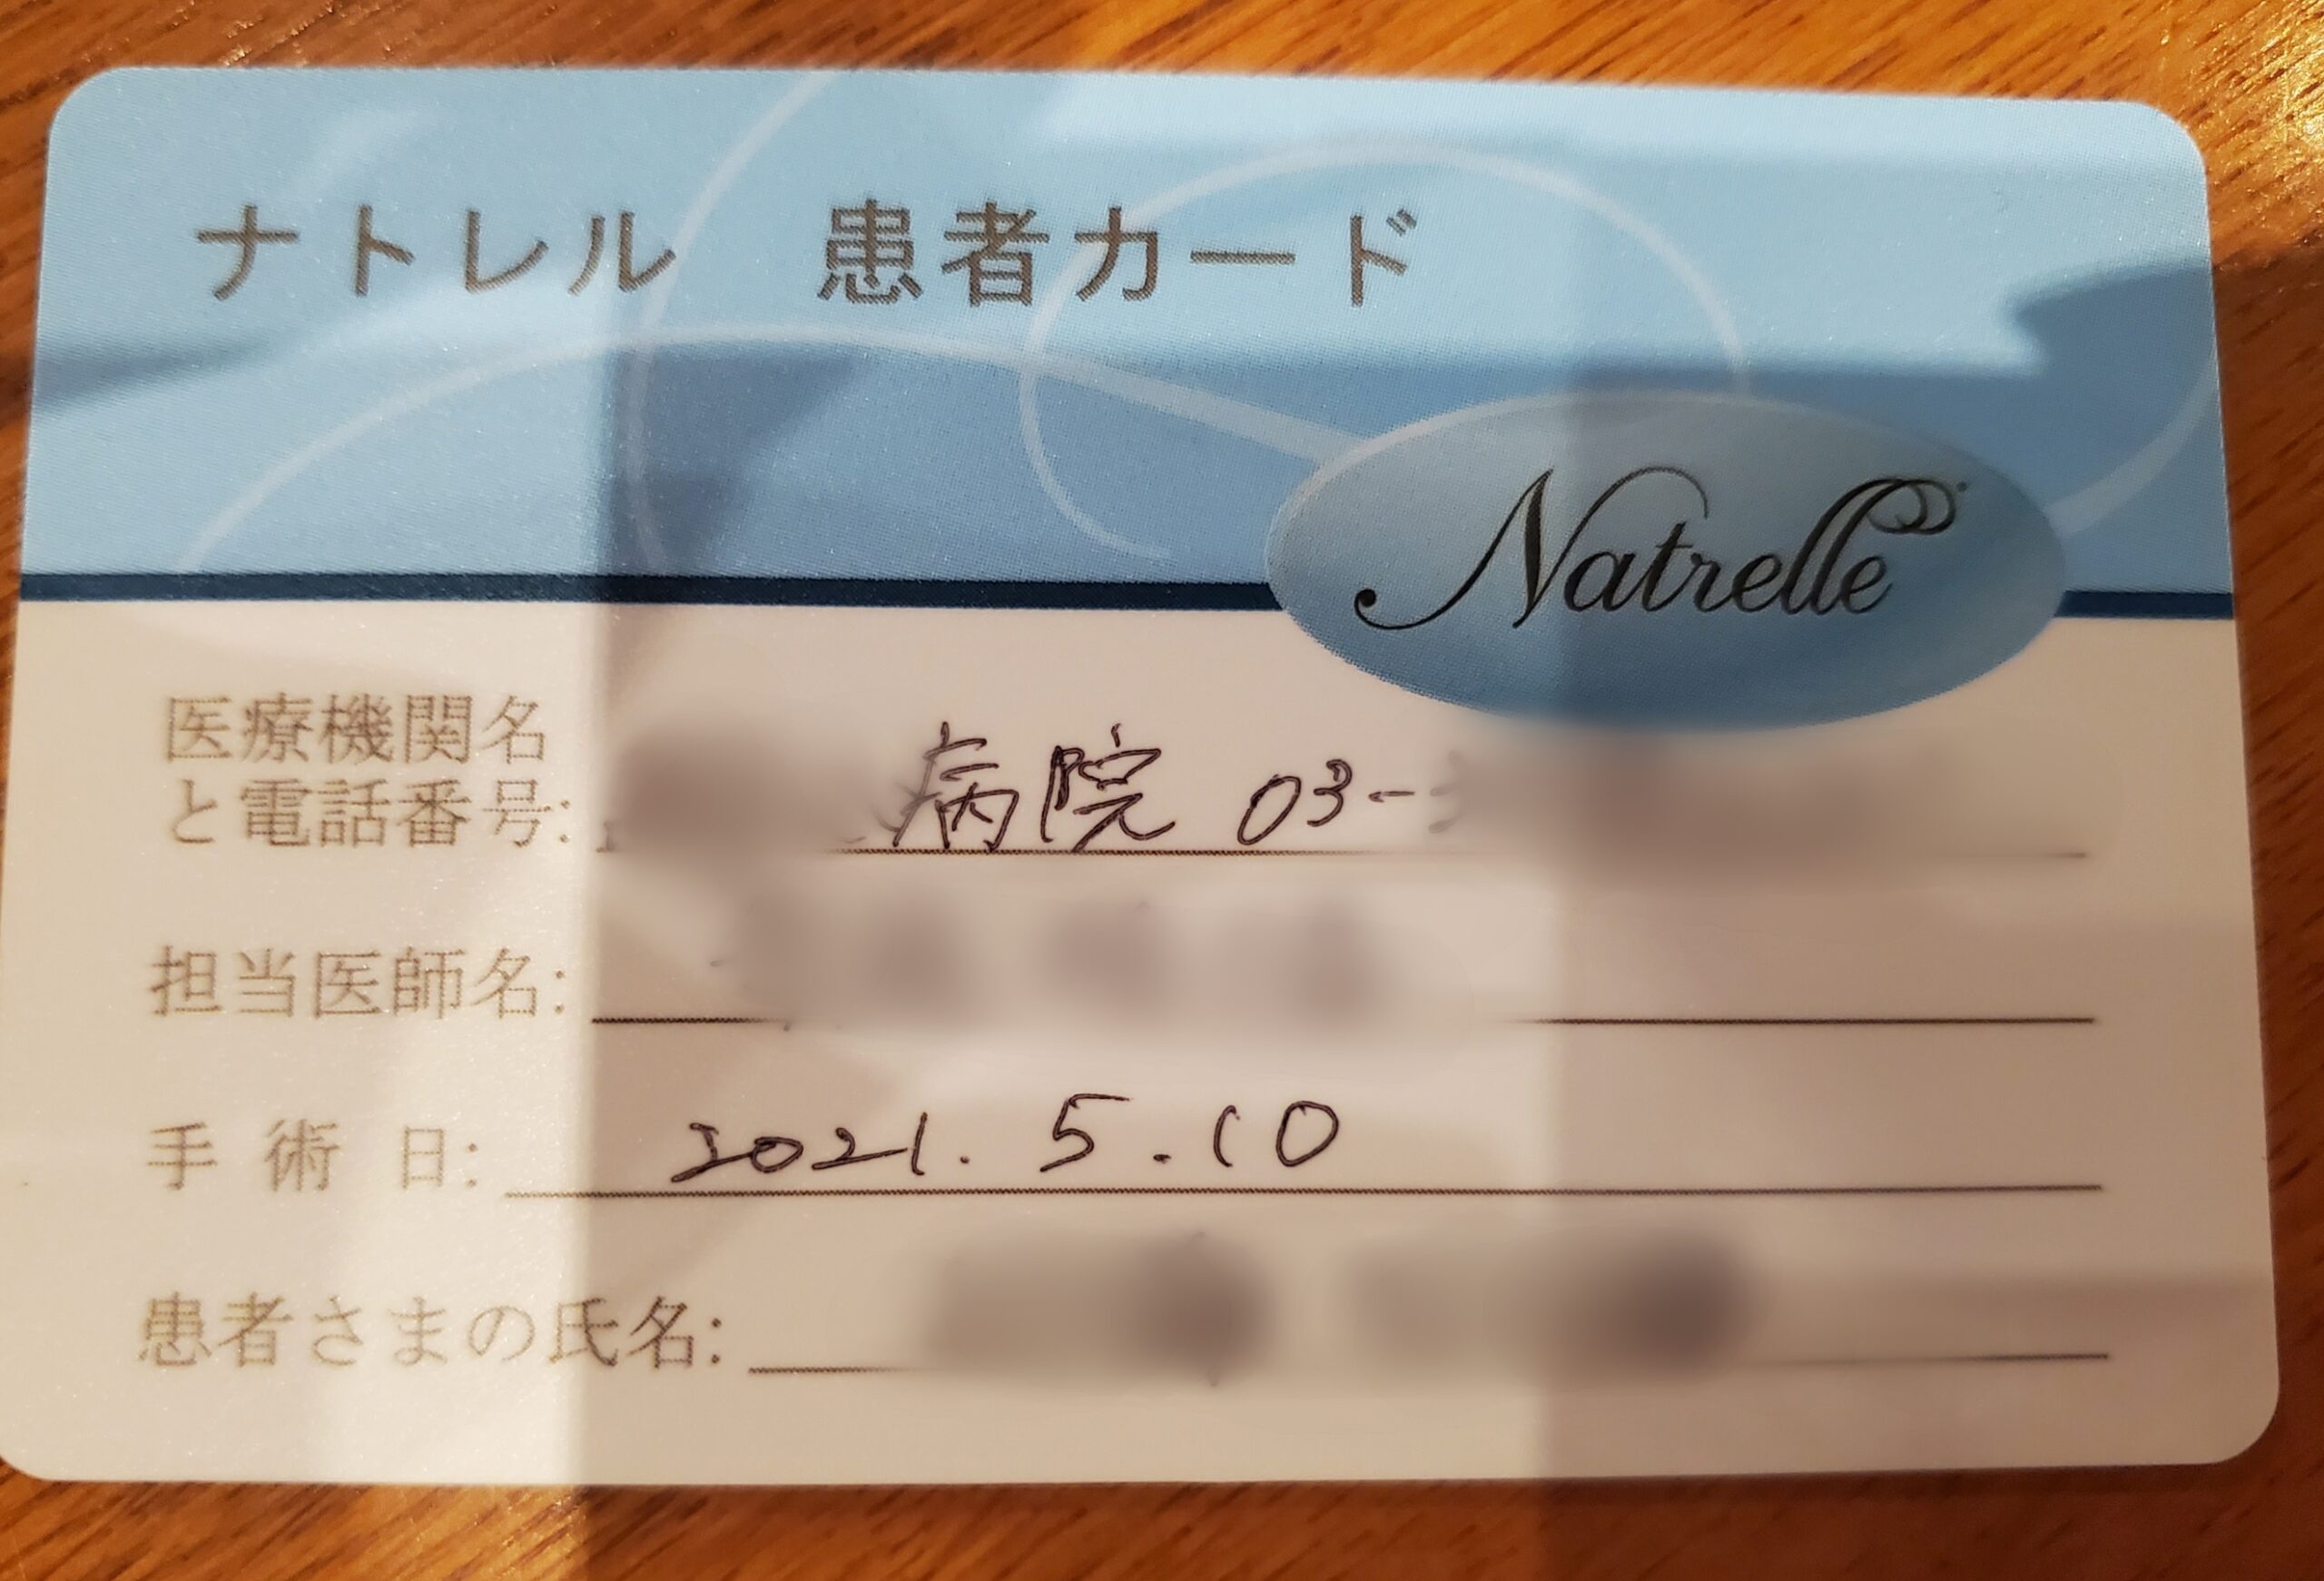 ナトレル 患者カード
Natrelle
医療機関名
と電話番号: 病院 03-
担当医師名:
手術日: 2021. 5. 10
患者さまの氏名: